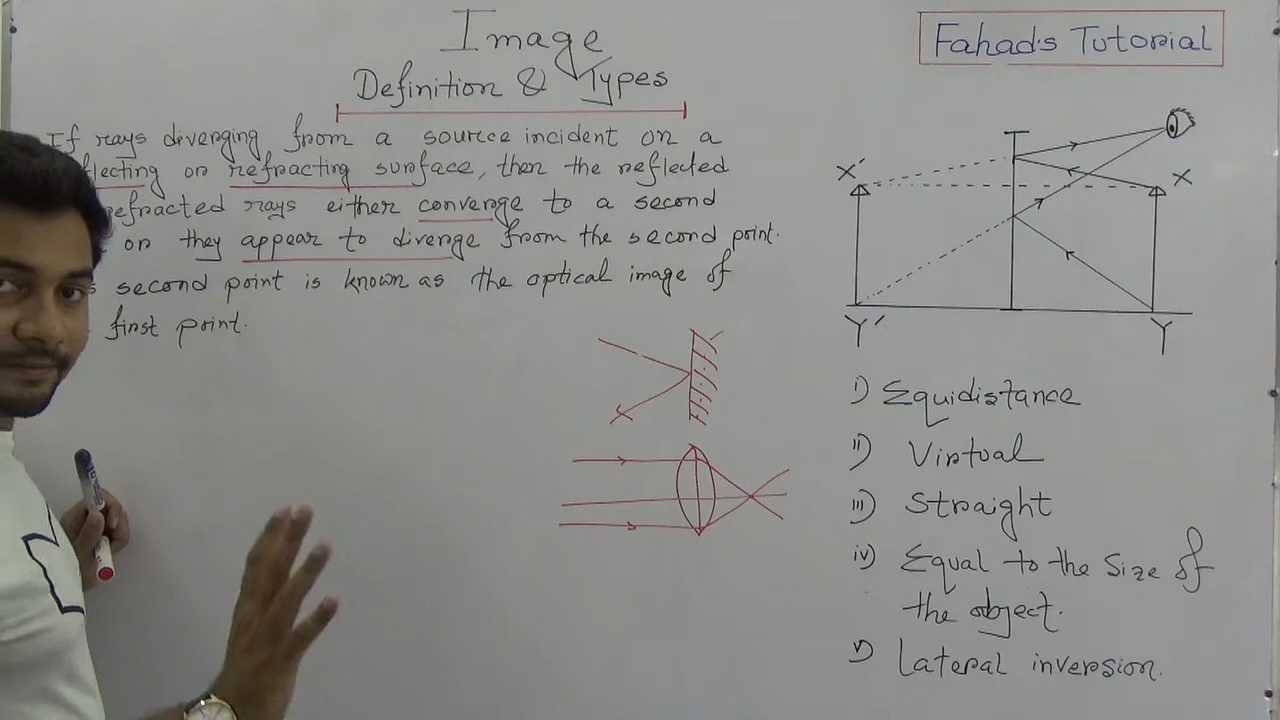 Image
Definition & Types
Fahad's Tutorial
If rays diverging from a source incident on a
flecting or refracting surface, then the reflected
refracted rays either converge to a second
or they appear to diverge from the second point.
second point is known as the optical image of
first point.
X'
X
Y'
Y
i) Equidistance
ii) Virtual
iii) Straight
iv) Equal to the Size of
the object.
v) Lateral inversion.